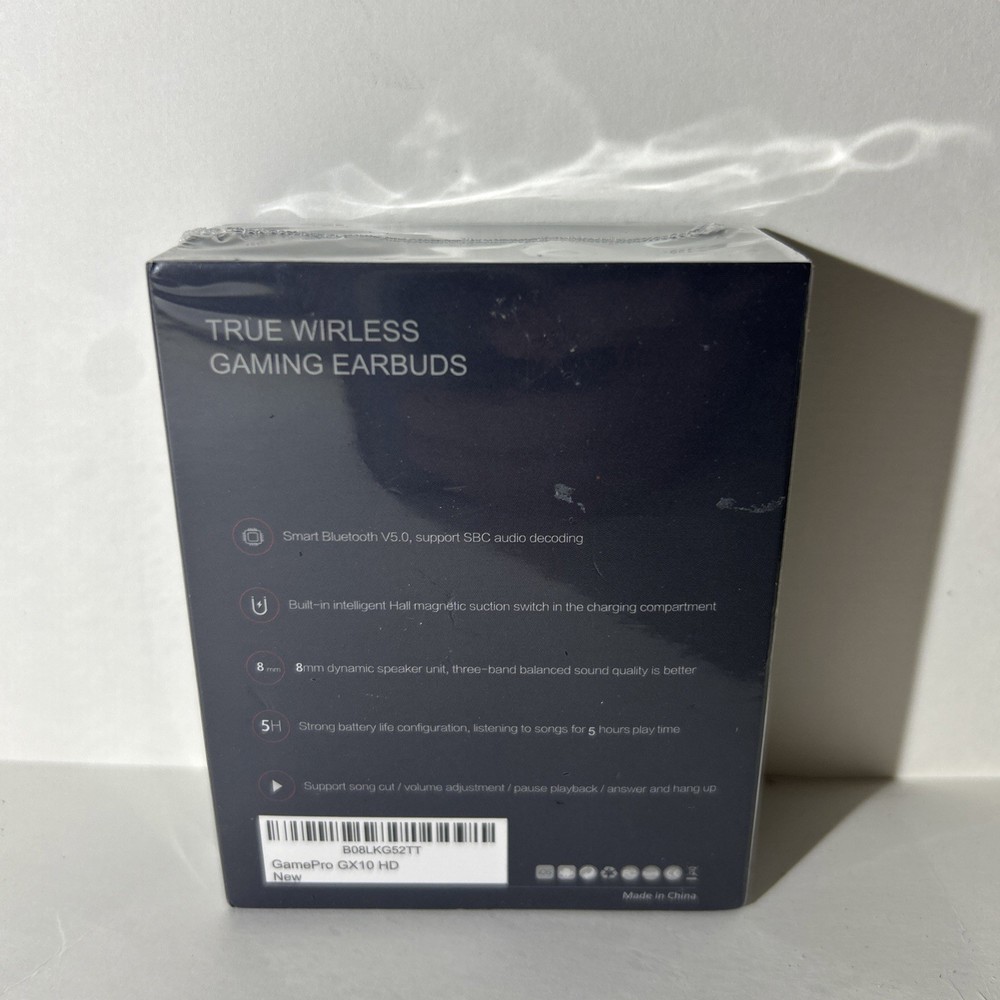 TRUE WIRLESS
GAMING EARBUDS
Smart Bluetooth V5.0, support SBC audio decoding
Built-in intelligent Hall magnetic suction switch in the charging compartment
8mm
8mm dynamic speaker unit, three-band balanced sound quality is better
5H
Strong battery life configuration, listening to songs for 5 hours play time
Support song cut / volume adjustment / pause playback / answer and hang up
B08LKG52TT
GamePro GX10 HD
New
Made in China